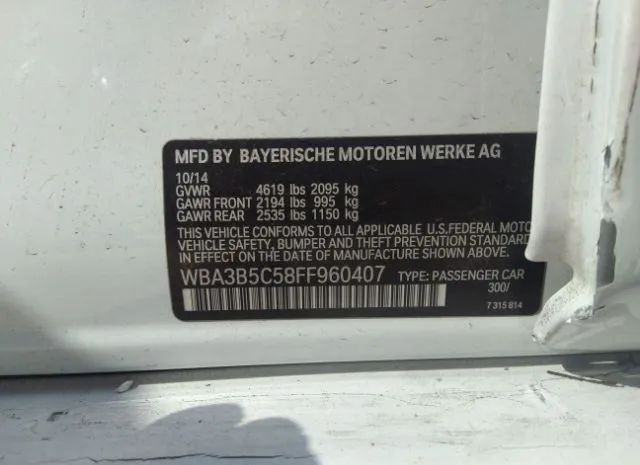 MFD BY BAYERISCHE MOTOREN WERKE AG
10/14
GVWR 4619 lbs 2095 kg
GAWR FRONT 2194 lbs 995 kg
GAWR REAR 2535 lbs 1150 kg
THIS VEHICLE CONFORMS TO ALL APPLICABLE U.S.FEDERAL MOTO
VEHICLE SAFETY, BUMPER AND THEFT PREVENTION STANDARD
IN EFFECT ON THE DATE OF MANUFACTURE SHOWN ABOVE.
WBA3B5C58FF960407 TYPE: PASSENGER CAR
300/
7 315 814